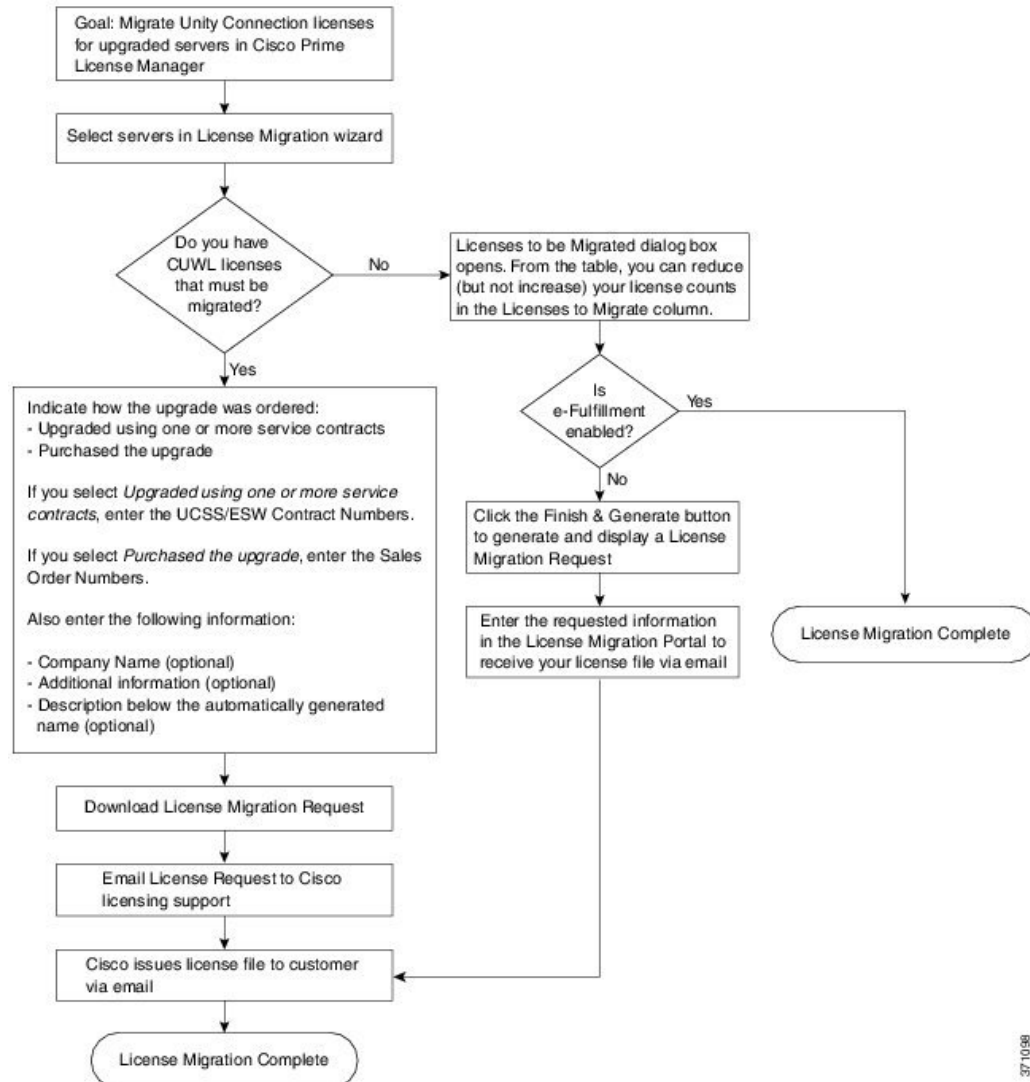 Goal: Migrate Unity Connection licenses
for upgraded servers in Cisco Prime
License Manager
Select servers in License Migration wizard
Do you have
CUWL licenses
that must be
migrated?
No
Licenses to be Migrated dialog box
opens. From the table, you can reduce
(but not increase) your license counts
in the Licenses to Migrate column.
Yes
Indicate how the upgrade was ordered:
- Upgraded using one or more service contracts
- Purchased the upgrade
If you select Upgraded using one or more service
contracts, enter the UCSS/ESW Contract Numbers.
If you select Purchased the upgrade, enter the Sales
Order Numbers.
Also enter the following information:
- Company Name (optional)
- Additional information (optional)
- Description below the automatically generated
name (optional)
Is
e-Fulfillment
enabled?
Yes
No
Click the Finish & Generate button
to generate and display a License
Migration Request
Enter the requested information
in the License Migration Portal to
receive your license file via email
License Migration Complete
Download License Migration Request
Email License Request to Cisco
licensing support
Cisco issues license file to customer
via email
License Migration Complete
371098